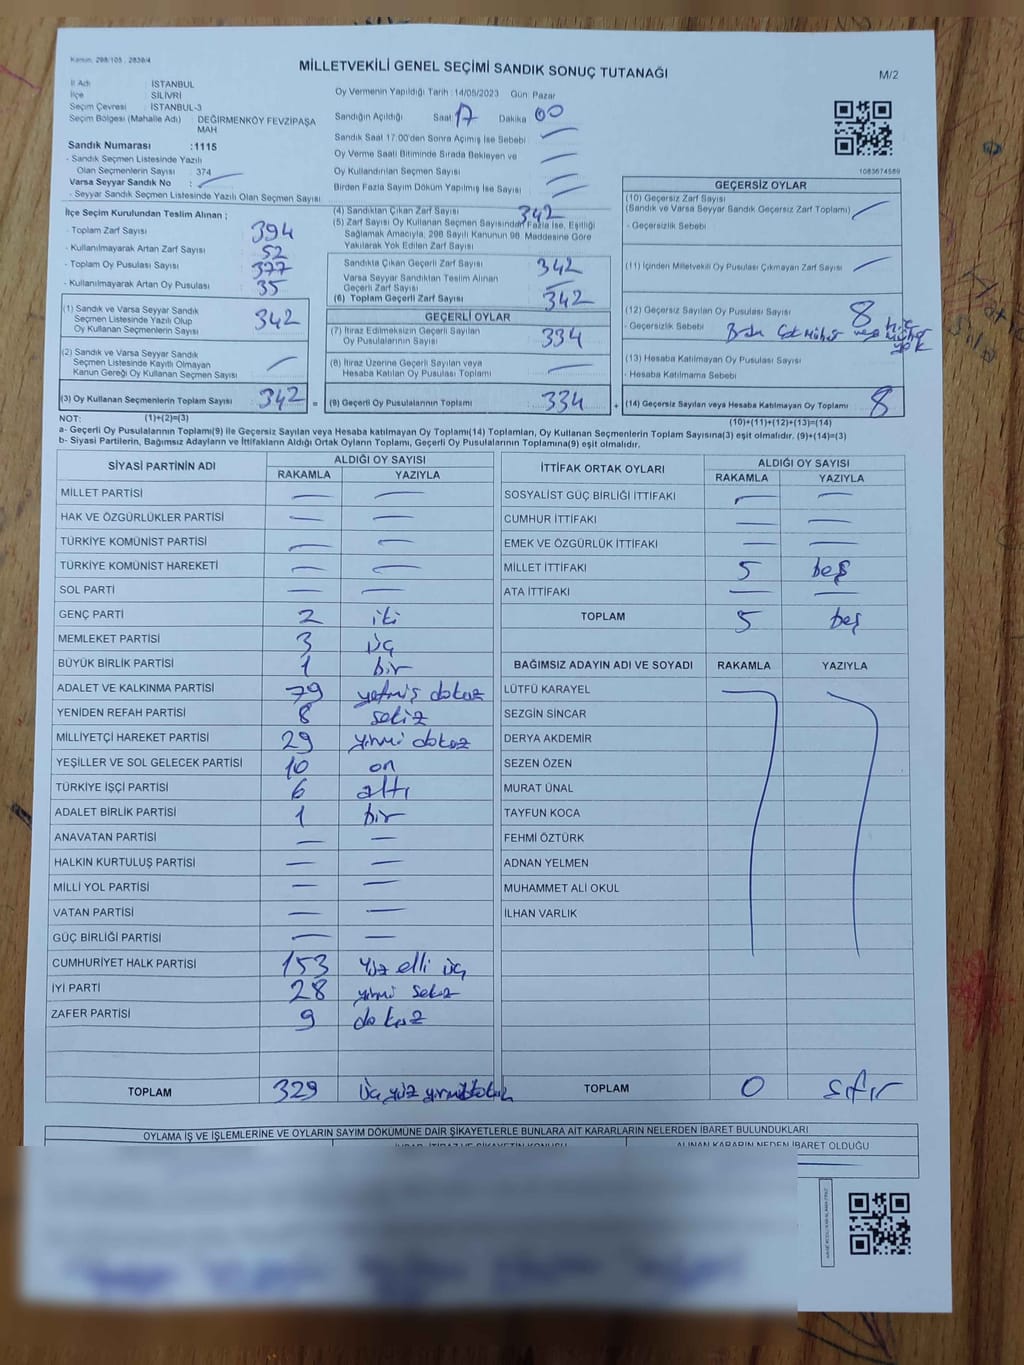 Kanun: 298/105 , 2839/4
MİLLETVEKİLİ GENEL SEÇİMİ SANDIK SONUÇ TUTANAĞI
M/2
İl Adı : İSTANBUL
İlçe : SİLİVRİ
Seçim Çevresi : İSTANBUL-3
Seçim Bölgesi (Mahalle Adı) : DEĞİRMENKÖY FEVZİPAŞA MAH
Sandık Numarası :1115
- Sandık Seçmen Listesinde Yazılı
Olan Seçmenlerin Sayısı : 374
Varsa Seyyar Sandık No :
- Seyyar Sandık Seçmen Listesinde Yazılı Olan Seçmen Sayısı
Oy Vermenin Yapıldığı Tarih :14/05/2023 Gün: Pazar
Sandığın Açıldığı Saat 17 Dakika 00
Sandık Saat 17:00'den Sonra Açımış İse Sebebi
Oy Verme Saati Bitiminde Sırada Bekleyen ve
Oy Kullandırılan Seçmen Sayısı
Birden Fazla Sayım Döküm Yapılmış İse Sayısı
1083674589
İlçe Seçim Kurulundan Teslim Alınan ;
- Toplam Zarf Sayısı 394
- Kullanılmayarak Artan Zarf Sayısı 52
- Toplam Oy Pusulası Sayısı 377
- Kullanılmayarak Artan Oy Pusulası 35
(1) Sandık ve Varsa Seyyar Sandık
Seçmen Listesinde Yazılı Olup
Oy Kullanan Seçmenlerin Sayısı 342
(2) Sandık ve Varsa Seyyar Sandık
Seçmen Listesinde Kayıtlı Olmayan
Kanun Gereği Oy Kullanan Seçmen Sayısı
(3) Oy Kullanan Seçmenlerin Toplam Sayısı 342 =
(4) Sandıktan Çıkan Zarf Sayısı 342
(5) Zarf Sayısı Oy Kullanan Seçmen Sayısından Fazla İse, Eşitliği
Sağlamak Amacıyla, 298 Sayılı Kanunun 98. Maddesine Göre
Yakılarak Yok Edilen Zarf Sayısı
Sandıkta Çıkan Geçerli Zarf Sayısı 342
Varsa Seyyar Sandıktan Teslim Alınan
Geçerli Zarf Sayısı
(6) Toplam Geçerli Zarf Sayısı 342
GEÇERLİ OYLAR
(7) İtiraz Edilmeksizin Geçerli Sayılan
Oy Pusulalarının Sayısı 334
(8) İtiraz Üzerine Geçerli Sayılan veya
Hesaba Katılan Oy Pusulası Toplamı
(9) Geçerli Oy Pusulalarının Toplamı 334 +
GEÇERSİZ OYLAR
(10) Geçersiz Zarf Sayısı
(Sandık ve Varsa Seyyar Sandık Geçersiz Zarf Toplamı)
- Geçersizlik Sebebi
(11) İçinden Milletvekili Oy Pusulası Çıkmayan Zarf Sayısı
(12) Geçersiz Sayılan Oy Pusulası Sayısı 8
- Geçersizlik Sebebi
(13) Hesaba Katılmayan Oy Pusulası Sayısı
- Hesaba Katılmama Sebebi
(14) Geçersiz Sayılan veya Hesaba Katılmayan Oy Toplamı 8
NOT: (1)+(2)=(3)
(10)+(11)+(12)+(13)=(14)
a- Geçerli Oy Pusulalarının Toplamı(9) İle Geçersiz Sayılan veya Hesaba katılmayan Oy Toplamı(14) Toplamları, Oy Kullanan Seçmenlerin Toplam Sayısına(3) eşit olmalıdır. (9)+(14)=(3)
b- Siyasi Partilerin, Bağımsız Adayların ve İttifakların Aldığı Ortak Oyların Toplamı, Geçerli Oy Pusulalarının Toplamına(9) eşit olmalıdır.
SİYASİ PARTİNİN ADI
ALDIĞI OY SAYISI
RAKAMLA YAZIYLA
MİLLET PARTİSİ
HAK VE ÖZGÜRLÜKLER PARTİSİ
TÜRKİYE KOMÜNİST PARTİSİ
TÜRKİYE KOMÜNİST HAREKETİ
SOL PARTİ
GENÇ PARTİ 2 iki
MEMLEKET PARTİSİ 3 üç
BÜYÜK BİRLİK PARTİSİ 1 bir
ADALET VE KALKINMA PARTİSİ 79 yetmiş dokuz
YENİDEN REFAH PARTİSİ 8 sekiz
MİLLİYETÇİ HAREKET PARTİSİ 29 yirmi dokuz
YEŞİLLER VE SOL GELECEK PARTİSİ 10 on
TÜRKİYE İŞÇİ PARTİSİ 6 altı
ADALET BİRLİK PARTİSİ 1 bir
ANAVATAN PARTİSİ
HALKIN KURTULUŞ PARTİSİ
MİLLİ YOL PARTİSİ
VATAN PARTİSİ
GÜÇ BİRLİĞİ PARTİSİ
CUMHURİYET HALK PARTİSİ 153 yüz elli üç
İYİ PARTİ 28 yirmi sekiz
ZAFER PARTİSİ 9 dokuz
TOPLAM 329 üç yüz yirmidokuz
İTTİFAK ORTAK OYLARI
ALDIĞI OY SAYISI
RAKAMLA YAZIYLA
SOSYALİST GÜÇ BİRLİĞİ İTTİFAKI
CUMHUR İTTİFAKI
EMEK VE ÖZGÜRLÜK İTTİFAKI
MİLLET İTTİFAKI 5 beş
ATA İTTİFAKI
TOPLAM 5 beş
BAĞIMSIZ ADAYIN ADI VE SOYADI RAKAMLA YAZIYLA
LÜTFÜ KARAYEL
SEZGİN SİNCAR
DERYA AKDEMİR
SEZEN ÖZEN
MURAT ÜNAL
TAYFUN KOCA
FEHMİ ÖZTÜRK
ADNAN YELMEN
MUHAMMET ALİ OKUL
İLHAN VARLIK
TOPLAM 0 sıfır
OYLAMA İŞ VE İŞLEMLERİNE VE OYLARIN SAYIM DÖKÜMÜNE DAİR ŞİKAYETLERLE BUNLARA AİT KARARLARIN NELERDEN İBARET BULUNDUKLARI
ALINAN KARARIN NEDEN İBARET OLDUĞU